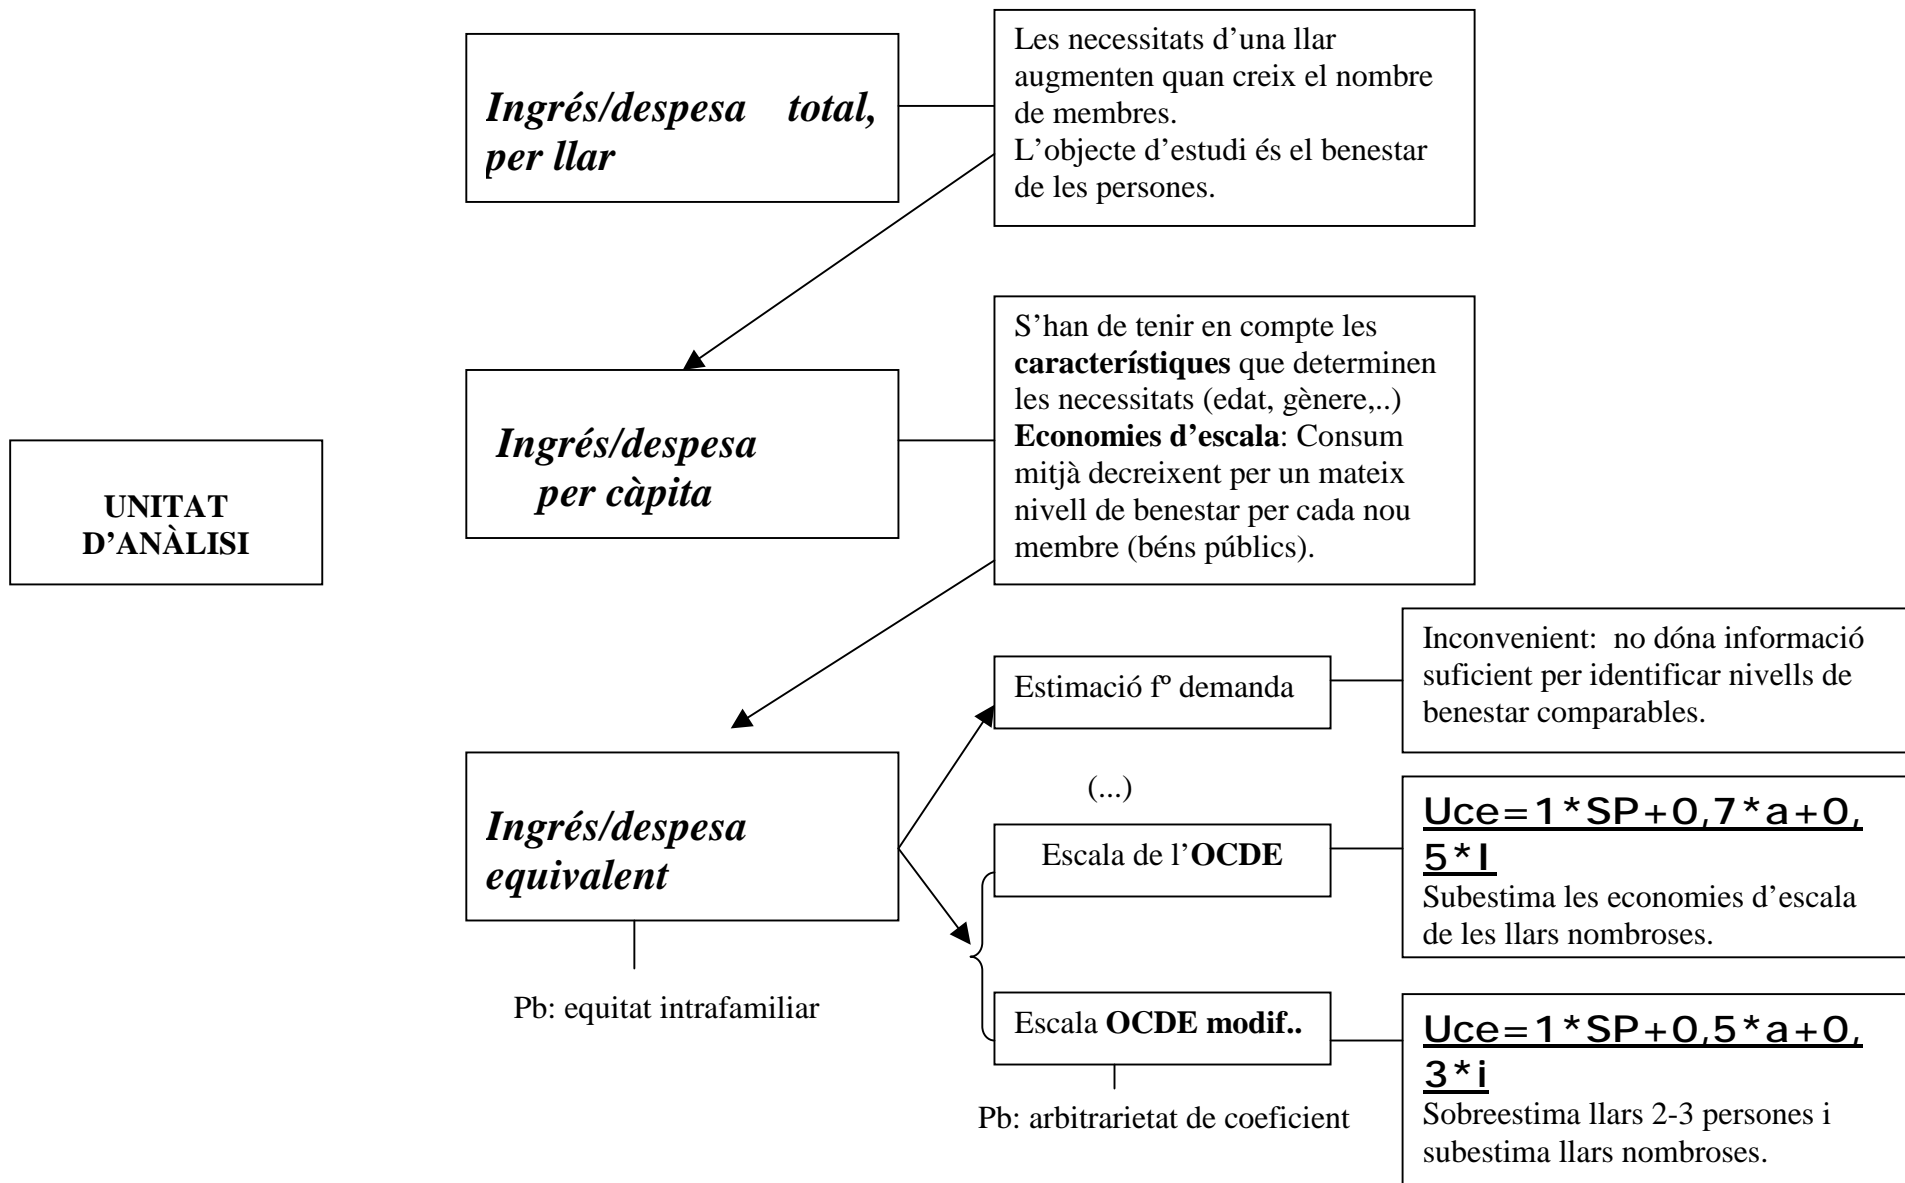 Ingrés/despesa total,
per llar
Les necessitats d’una llar
augmenten quan creix el nombre
de membres.
L’objecte d’estudi és el benestar
de les persones.
UNITAT
D’ANÀLISI
Ingrés/despesa
per càpita
S’han de tenir en compte les
característiques que determinen
les necessitats (edat, gènere,..)
Economies d’escala: Consum
mitjà decreixent per un mateix
nivell de benestar per cada nou
membre (béns públics).
Ingrés/despesa
equivalent
Pb: equitat intrafamiliar
Estimació fº demanda
Inconvenient:  no dóna informació
suficient per identificar nivells de
benestar comparables.
(...)
Escala de l’OCDE
Uce=1*SP+0,7*a+0,
5*I
Subestima les economies d’escala
de les llars nombroses.
Escala OCDE modif..
Pb: arbitrarietat de coeficient
Uce=1*SP+0,5*a+0,
3*i
Sobreestima llars 2-3 persones i
subestima llars nombroses.